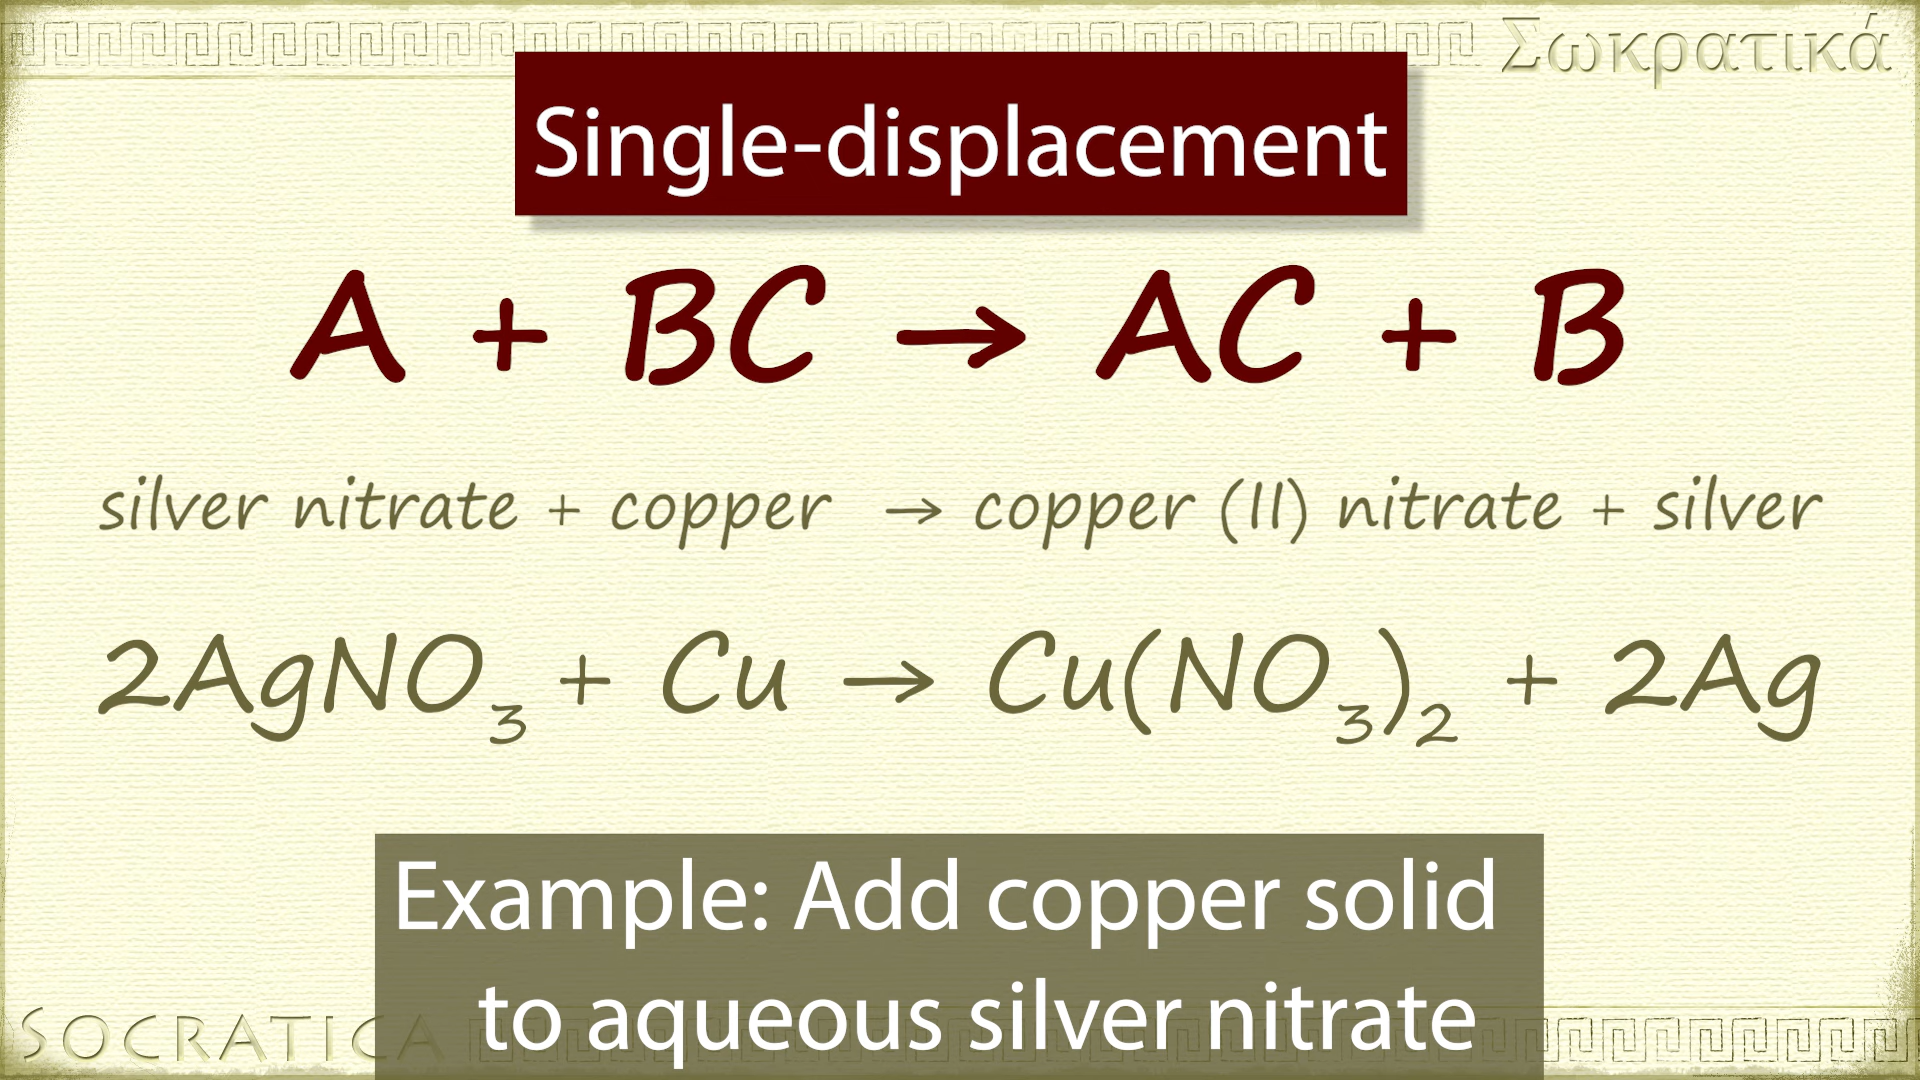 Σωκρατικά
Single-displacement
A + BC → AC + B
silver nitrate + copper → copper (II) nitrate + silver
2AgNO₃ + Cu → Cu(NO₃)₂ + 2Ag
Example: Add copper solid
to aqueous silver nitrate
SOCRATICA